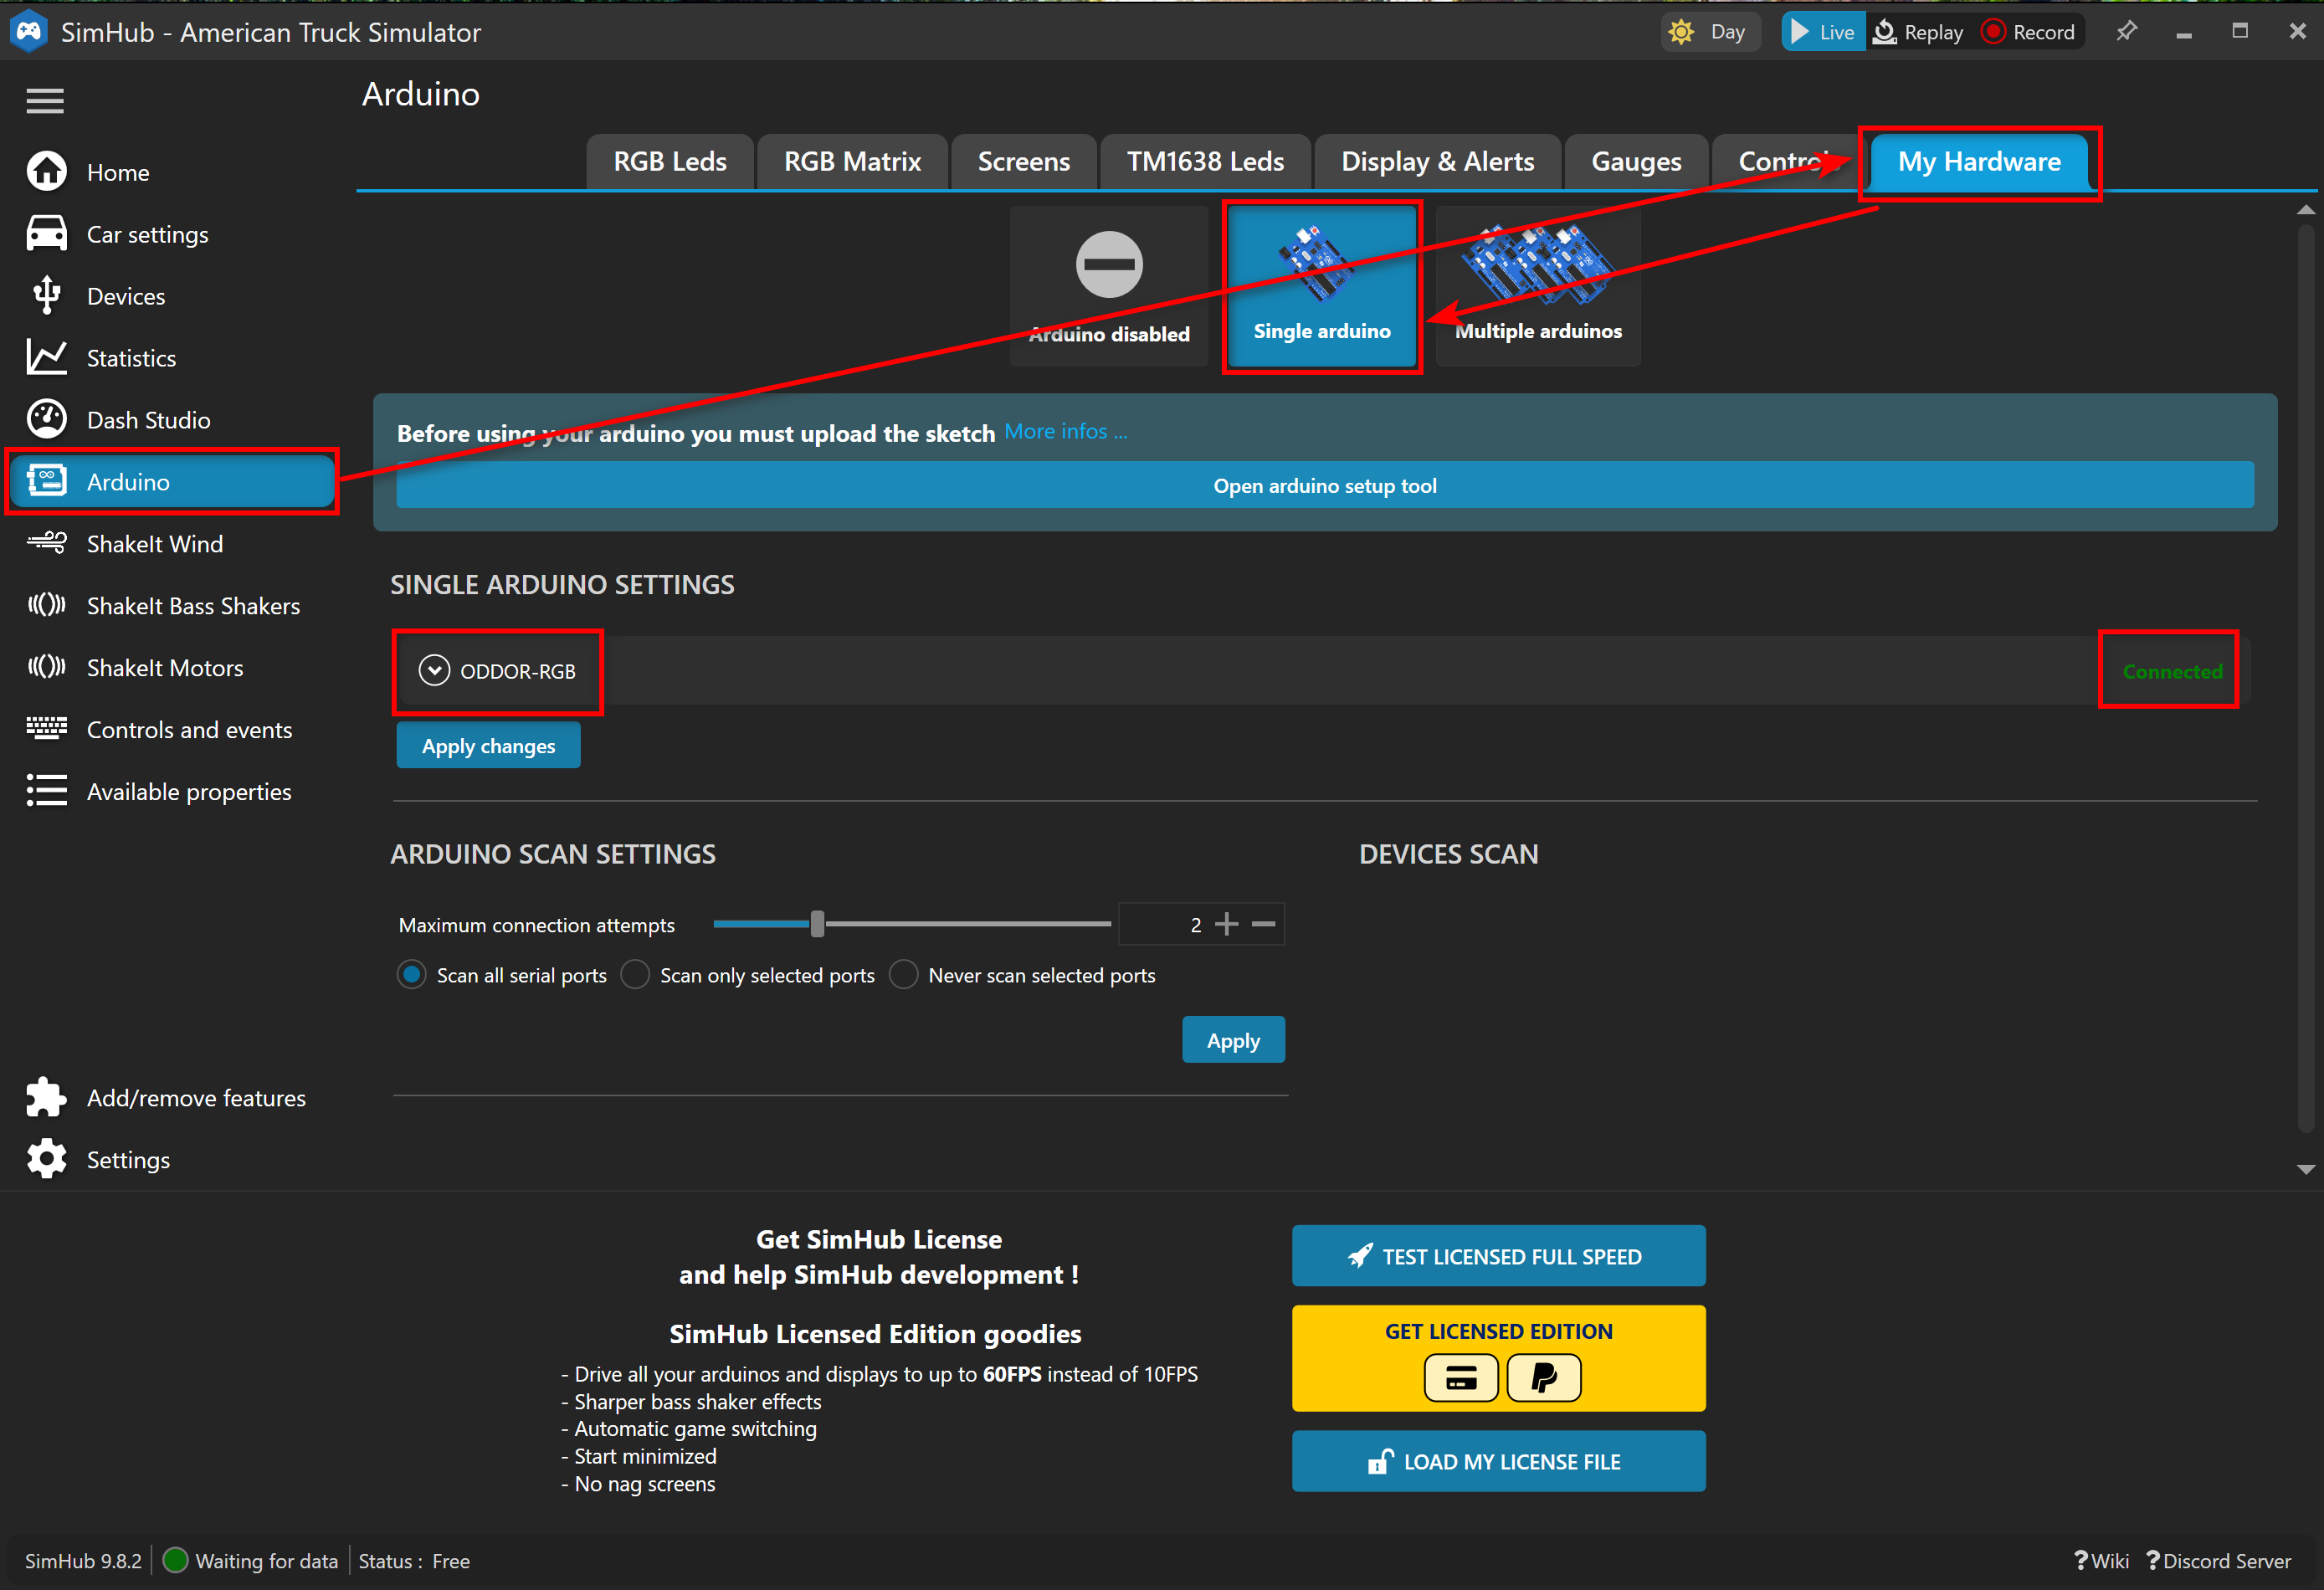 SimHub - American Truck Simulator
Day
Live
Replay
Record
Arduino
Home
Car settings
Devices
Statistics
Dash Studio
Arduino
ShakeIt Wind
ShakeIt Bass Shakers
ShakeIt Motors
Controls and events
Available properties
Add/remove features
Settings
RGB Leds
RGB Matrix
Screens
TM1638 Leds
Display & Alerts
Gauges
Controls
My Hardware
Arduino disabled
Single arduino
Multiple arduinos
Before using your arduino you must upload the sketch More infos ...
Open arduino setup tool
SINGLE ARDUINO SETTINGS
ODDOR-RGB
Connected
Apply changes
ARDUINO SCAN SETTINGS
Maximum connection attempts
2
Scan all serial ports
Scan only selected ports
Never scan selected ports
Apply
DEVICES SCAN
Get SimHub License
and help SimHub development !
SimHub Licensed Edition goodies
- Drive all your arduinos and displays to up to 60FPS instead of 10FPS
- Sharper bass shaker effects
- Automatic game switching
- Start minimized
- No nag screens
TEST LICENSED FULL SPEED
GET LICENSED EDITION
LOAD MY LICENSE FILE
SimHub 9.8.2
Waiting for data
Status : Free
?Wiki
?Discord Server